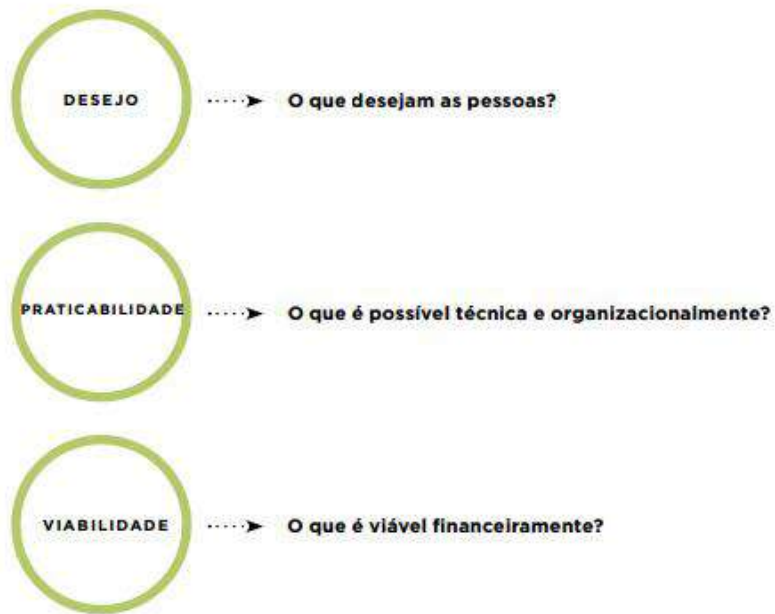 DESEJO
O que desejam as pessoas?
PRATICABILIDADE
O que é possível técnica e organizacionalmente?
VIABILIDADE
O que é viável financeiramente?